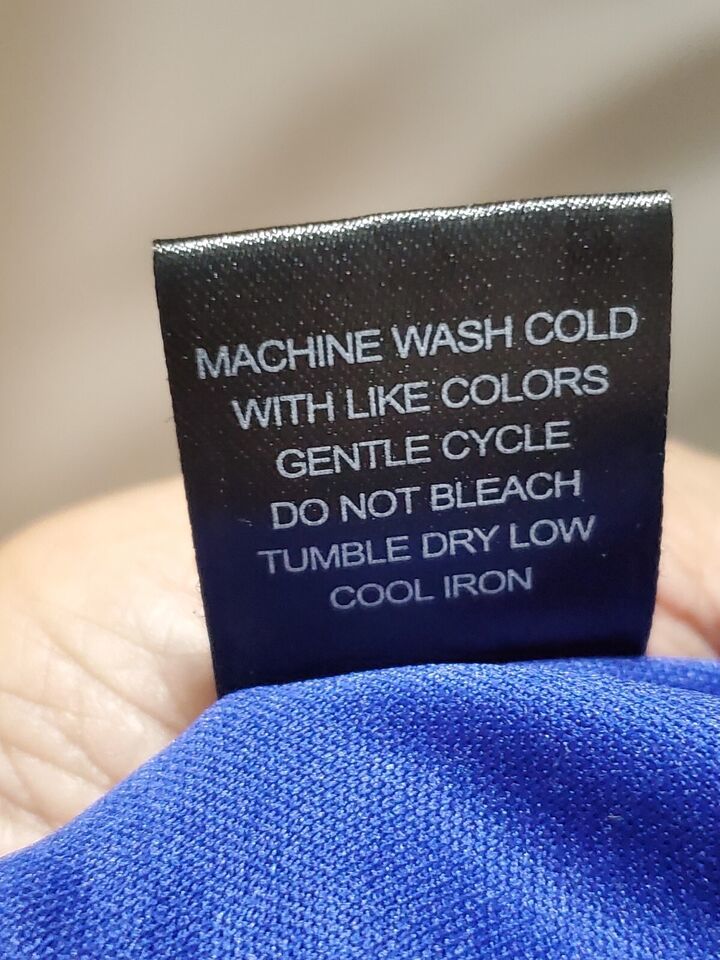 MACHINE WASH COLD
WITH LIKE COLORS
GENTLE CYCLE
DO NOT BLEACH
TUMBLE DRY LOW
COOL IRON